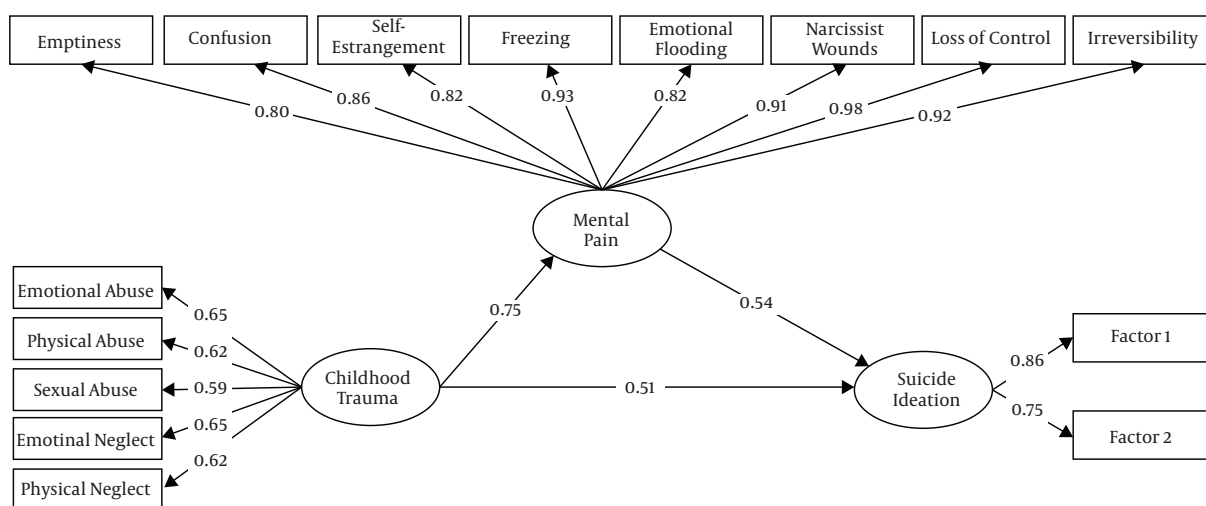 Emptiness
Confusion
Self-
Estrangement
Freezing
Emotional
Flooding
Narcissist
Wounds
Loss of Control
Irreversibility
0.80
0.86
0.82
0.93
0.82
0.91
0.98
0.92
Mental
Pain
Emotional Abuse
Physical Abuse
Sexual Abuse
Emotinal Neglect
Physical Neglect
0.65
0.62
0.59
0.65
0.62
Childhood
Trauma
0.75
0.54
0.51
Suicide
Ideation
0.86
0.75
Factor 1
Factor 2